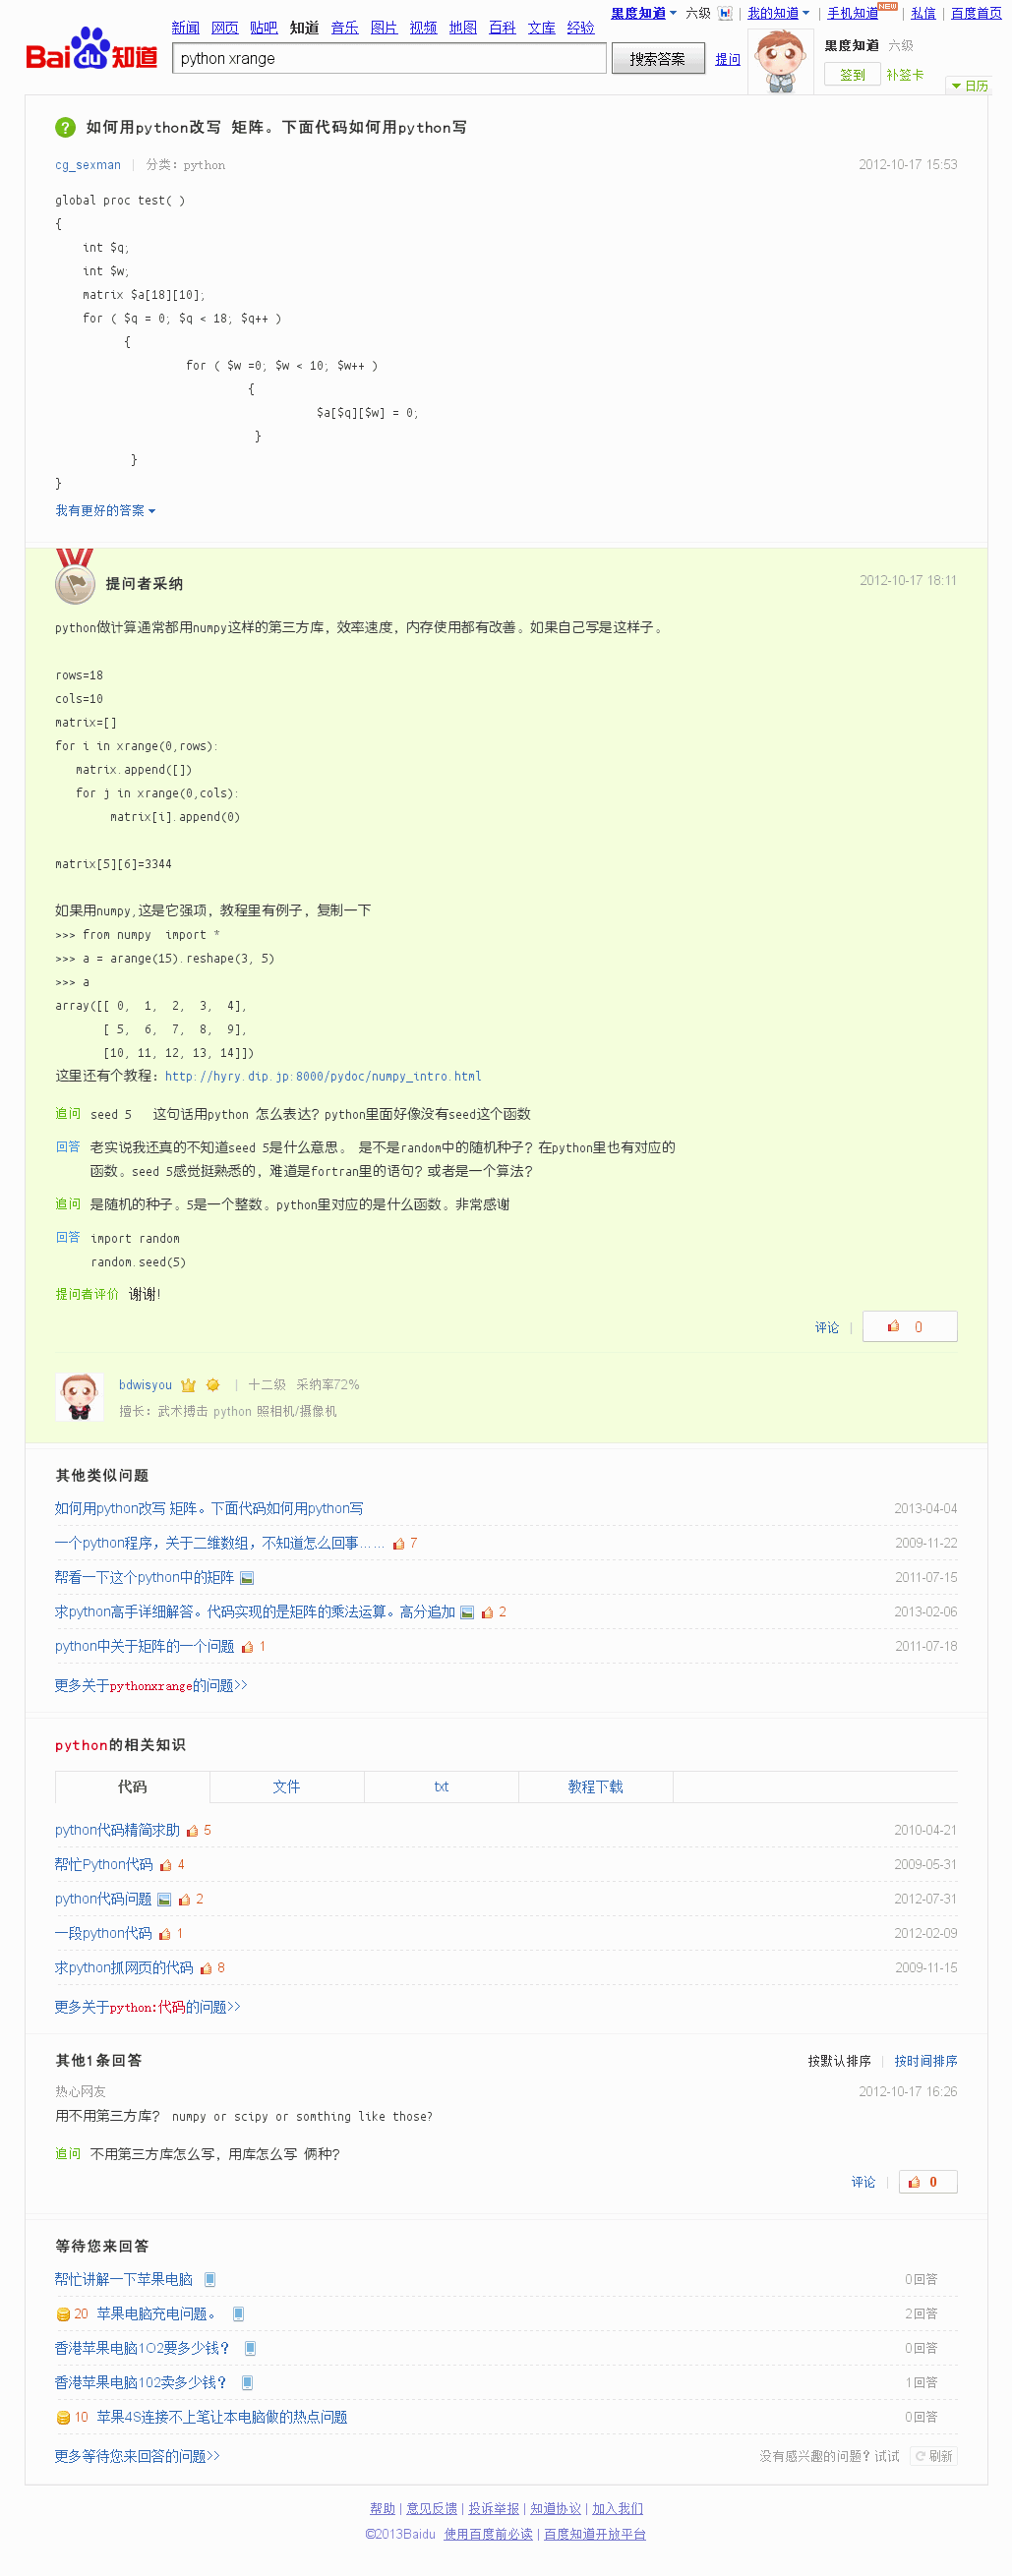 黑度知道 六级 | 我的知道 | 手机知道 NEW | 私信 | 百度首页
Baidu知道
新闻 网页 贴吧 知道 音乐 图片 视频 地图 百科 文库 经验
python xrange 搜索答案 提问
黑度知道 六级
签到 补签卡
日历
如何用python改写 矩阵。下面代码如何用python写
cg_sexman | 分类：python 2012-10-17 15:53
global proc test( )
{
int $q;
int $w;
matrix $a[18][10];
for ( $q = 0; $q < 18; $q++ )
{
for ( $w =0; $w < 10; $w++ )
{
$a[$q][$w] = 0;
}
}
}
我有更好的答案
提问者采纳 2012-10-17 18:11
python做计算通常都用numpy这样的第三方库，效率速度，内存使用都有改善。如果自己写是这样子。
rows=18
cols=10
matrix=[]
for i in xrange(0,rows):
matrix.append([])
for j in xrange(0,cols):
matrix[i].append(0)
matrix[5][6]=3344
如果用numpy,这是它强项，教程里有例子，复制一下
>>> from numpy  import *
>>> a = arange(15).reshape(3, 5)
>>> a
array([[ 0,  1,  2,  3,  4],
[ 5,  6,  7,  8,  9],
[10, 11, 12, 13, 14]])
这里还有个教程：http://hyry.dip.jp:8000/pydoc/numpy_intro.html
追问 seed 5   这句话用python 怎么表达？python里面好像没有seed这个函数
回答 老实说我还真的不知道seed 5是什么意思。 是不是random中的随机种子？在python里也有对应的
函数。seed 5感觉挺熟悉的，难道是fortran里的语句？或者是一个算法？
追问 是随机的种子。5是一个整数。python里对应的是什么函数。非常感谢
回答 import random
random.seed(5)
提问者评价 谢谢！
评论 | 0
bdwisyou | 十二级 采纳率72%
擅长：武术搏击 python 照相机/摄像机
其他类似问题
如何用python改写 矩阵。下面代码如何用python写 2013-04-04
一个python程序，关于二维数组，不知道怎么回事…… 7 2009-11-22
帮看一下这个python中的矩阵 2011-07-15
求python高手详细解答。代码实现的是矩阵的乘法运算。高分追加 2 2013-02-06
python中关于矩阵的一个问题 1 2011-07-18
更多关于pythonxrange的问题>>
python的相关知识
代码 文件 txt 教程下载
python代码精简求助 5 2010-04-21
帮忙Python代码 4 2009-05-31
python代码问题 2 2012-07-31
一段python代码 1 2012-02-09
求python抓网页的代码 8 2009-11-15
更多关于python:代码的问题>>
其他1条回答 按默认排序 | 按时间排序
热心网友 2012-10-17 16:26
用不用第三方库？ numpy or scipy or somthing like those?
追问 不用第三方库怎么写，用库怎么写 俩种？
评论 | 0
等待您来回答
帮忙讲解一下苹果电脑 0回答
20 苹果电脑充电问题。 2回答
香港苹果电脑1O2要多少钱？ 0回答
香港苹果电脑102卖多少钱？ 1回答
10 苹果4S连接不上笔让本电脑做的热点问题 0回答
更多等待您来回答的问题>> 没有感兴趣的问题？试试 刷新
帮助 | 意见反馈 | 投诉举报 | 知道协议 | 加入我们
©2013Baidu 使用百度前必读 | 百度知道开放平台